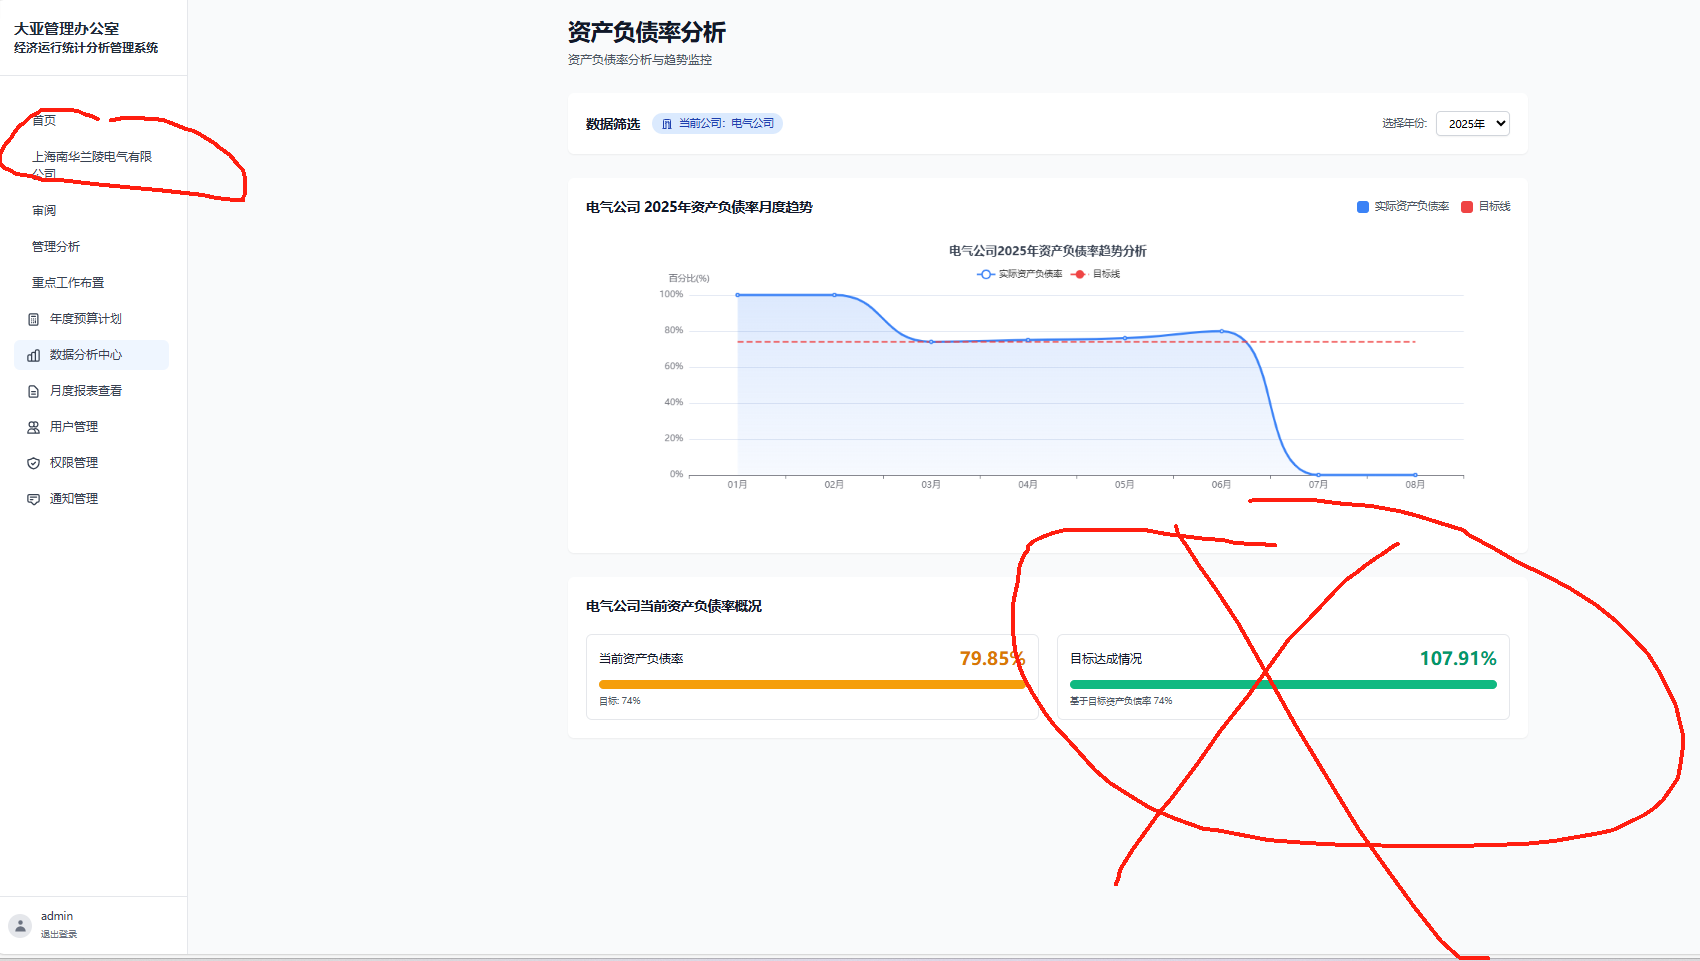 大亚管理办公室
经济运行统计分析管理系统
首页
上海南华兰陵电气有限
公司
审阅
管理分析
重点工作布置
年度预算计划
数据分析中心
月度报表查看
用户管理
权限管理
通知管理
admin
退出登录
资产负债率分析
资产负债率分析与趋势监控
数据筛选 当前公司：电气公司 选择年份: 2025年
电气公司 2025年资产负债率月度趋势 实际资产负债率 目标线
电气公司2025年资产负债率趋势分析
实际资产负债率 目标线
百分比(%)
100%
80%
60%
40%
20%
0%
01月 02月 03月 04月 05月 06月 07月 08月
电气公司当前资产负债率概况
当前资产负债率 79.85%
目标: 74%
目标达成情况 107.91%
基于目标资产负债率 74%